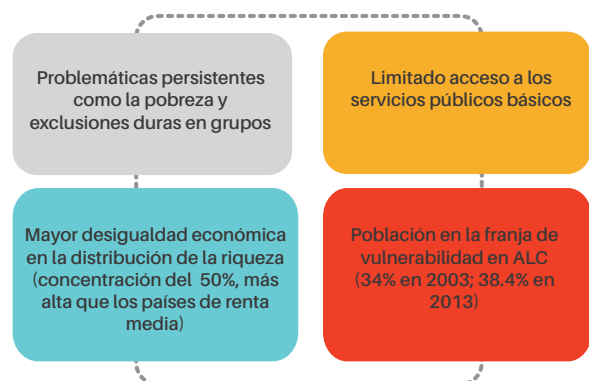 Problemáticas persistentes
como la pobreza y
exclusiones duras en grupos
Limitado acceso a los
servicios públicos básicos
Mayor desigualdad económica
en la distribución de la riqueza
(concentración del 50%, más
alta que los países de renta
media)
Población en la franja de
vulnerabilidad en ALC
(34% en 2003; 38.4% en
2013)